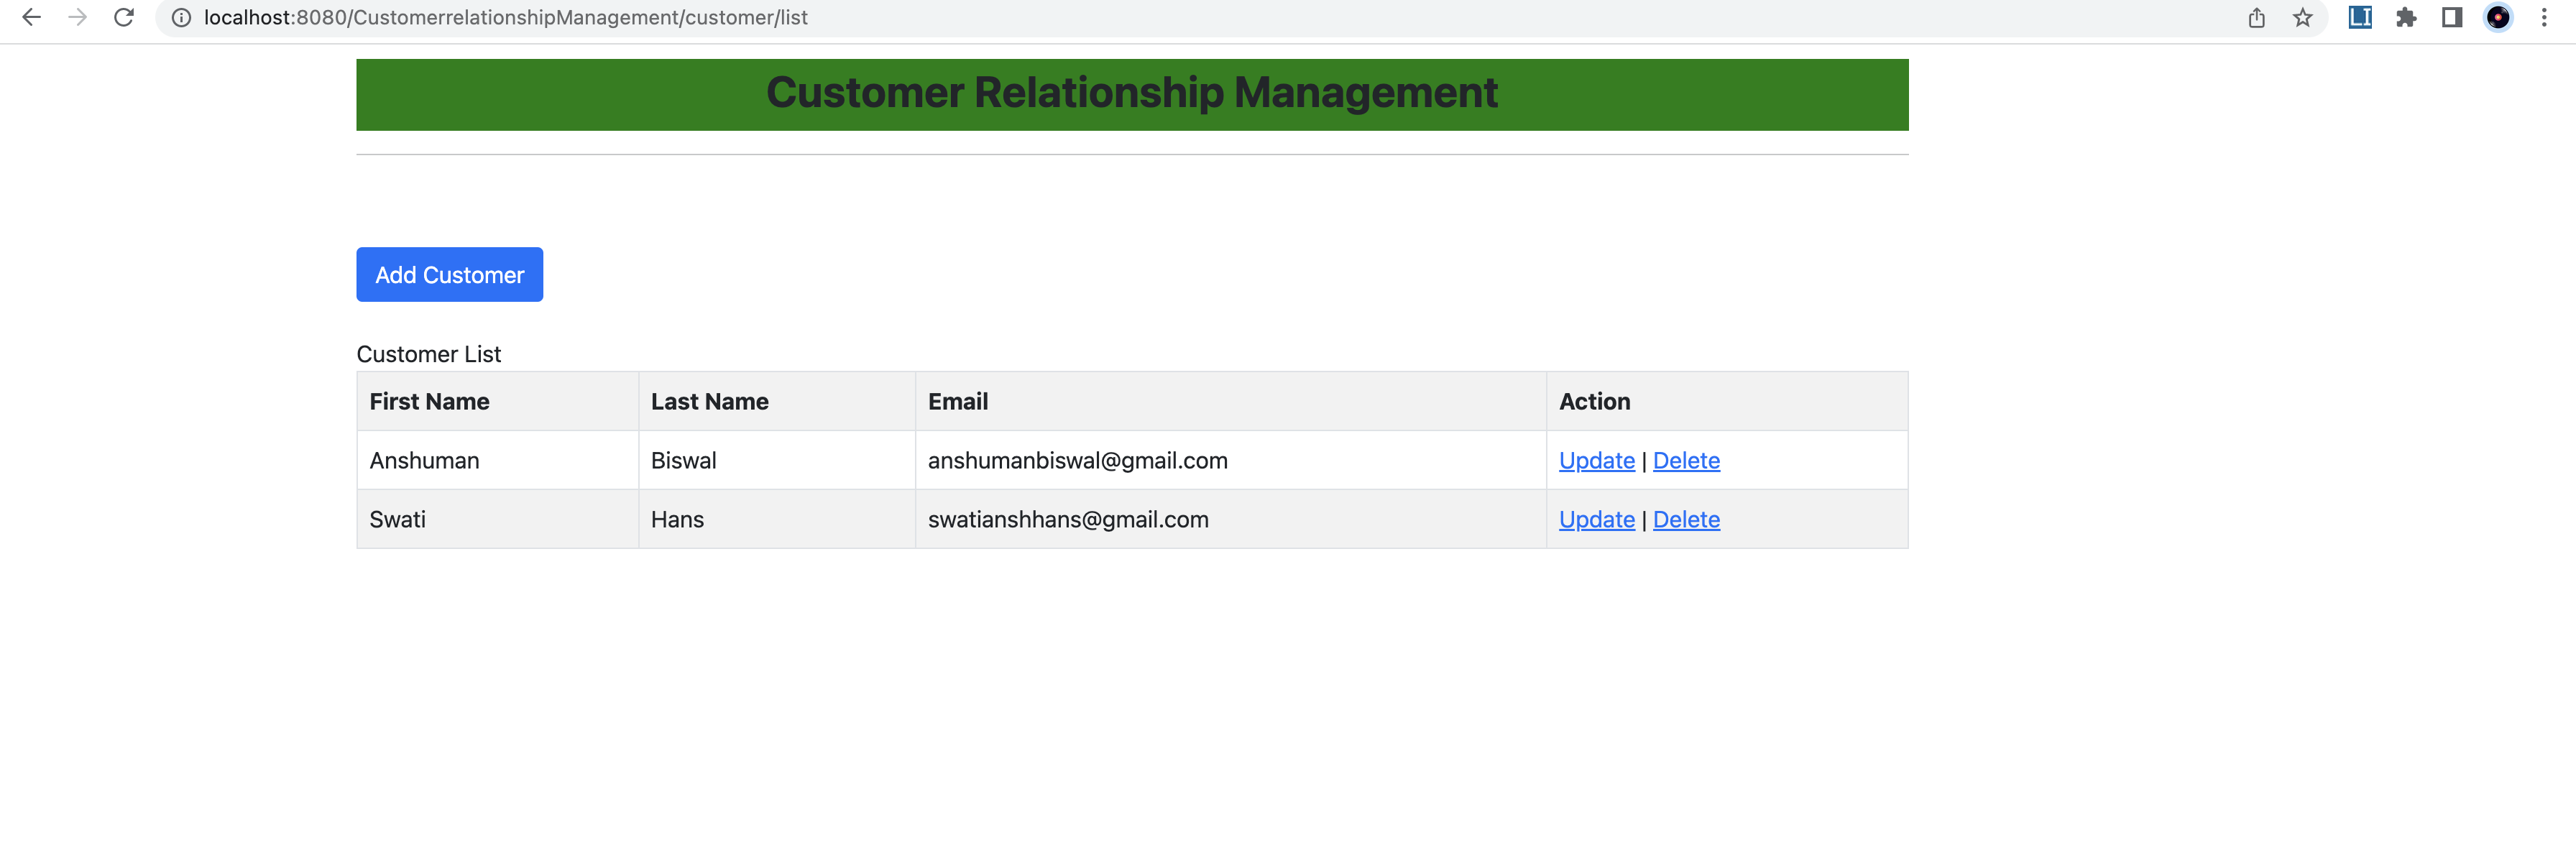 localhost:8080/CustomerrelationshipManagement/customer/list
LI
Customer Relationship Management
Add Customer
Customer List
First Name Last Name Email Action
Anshuman Biswal anshumanbiswal@gmail.com Update | Delete
Swati Hans swatianshhans@gmail.com Update | Delete